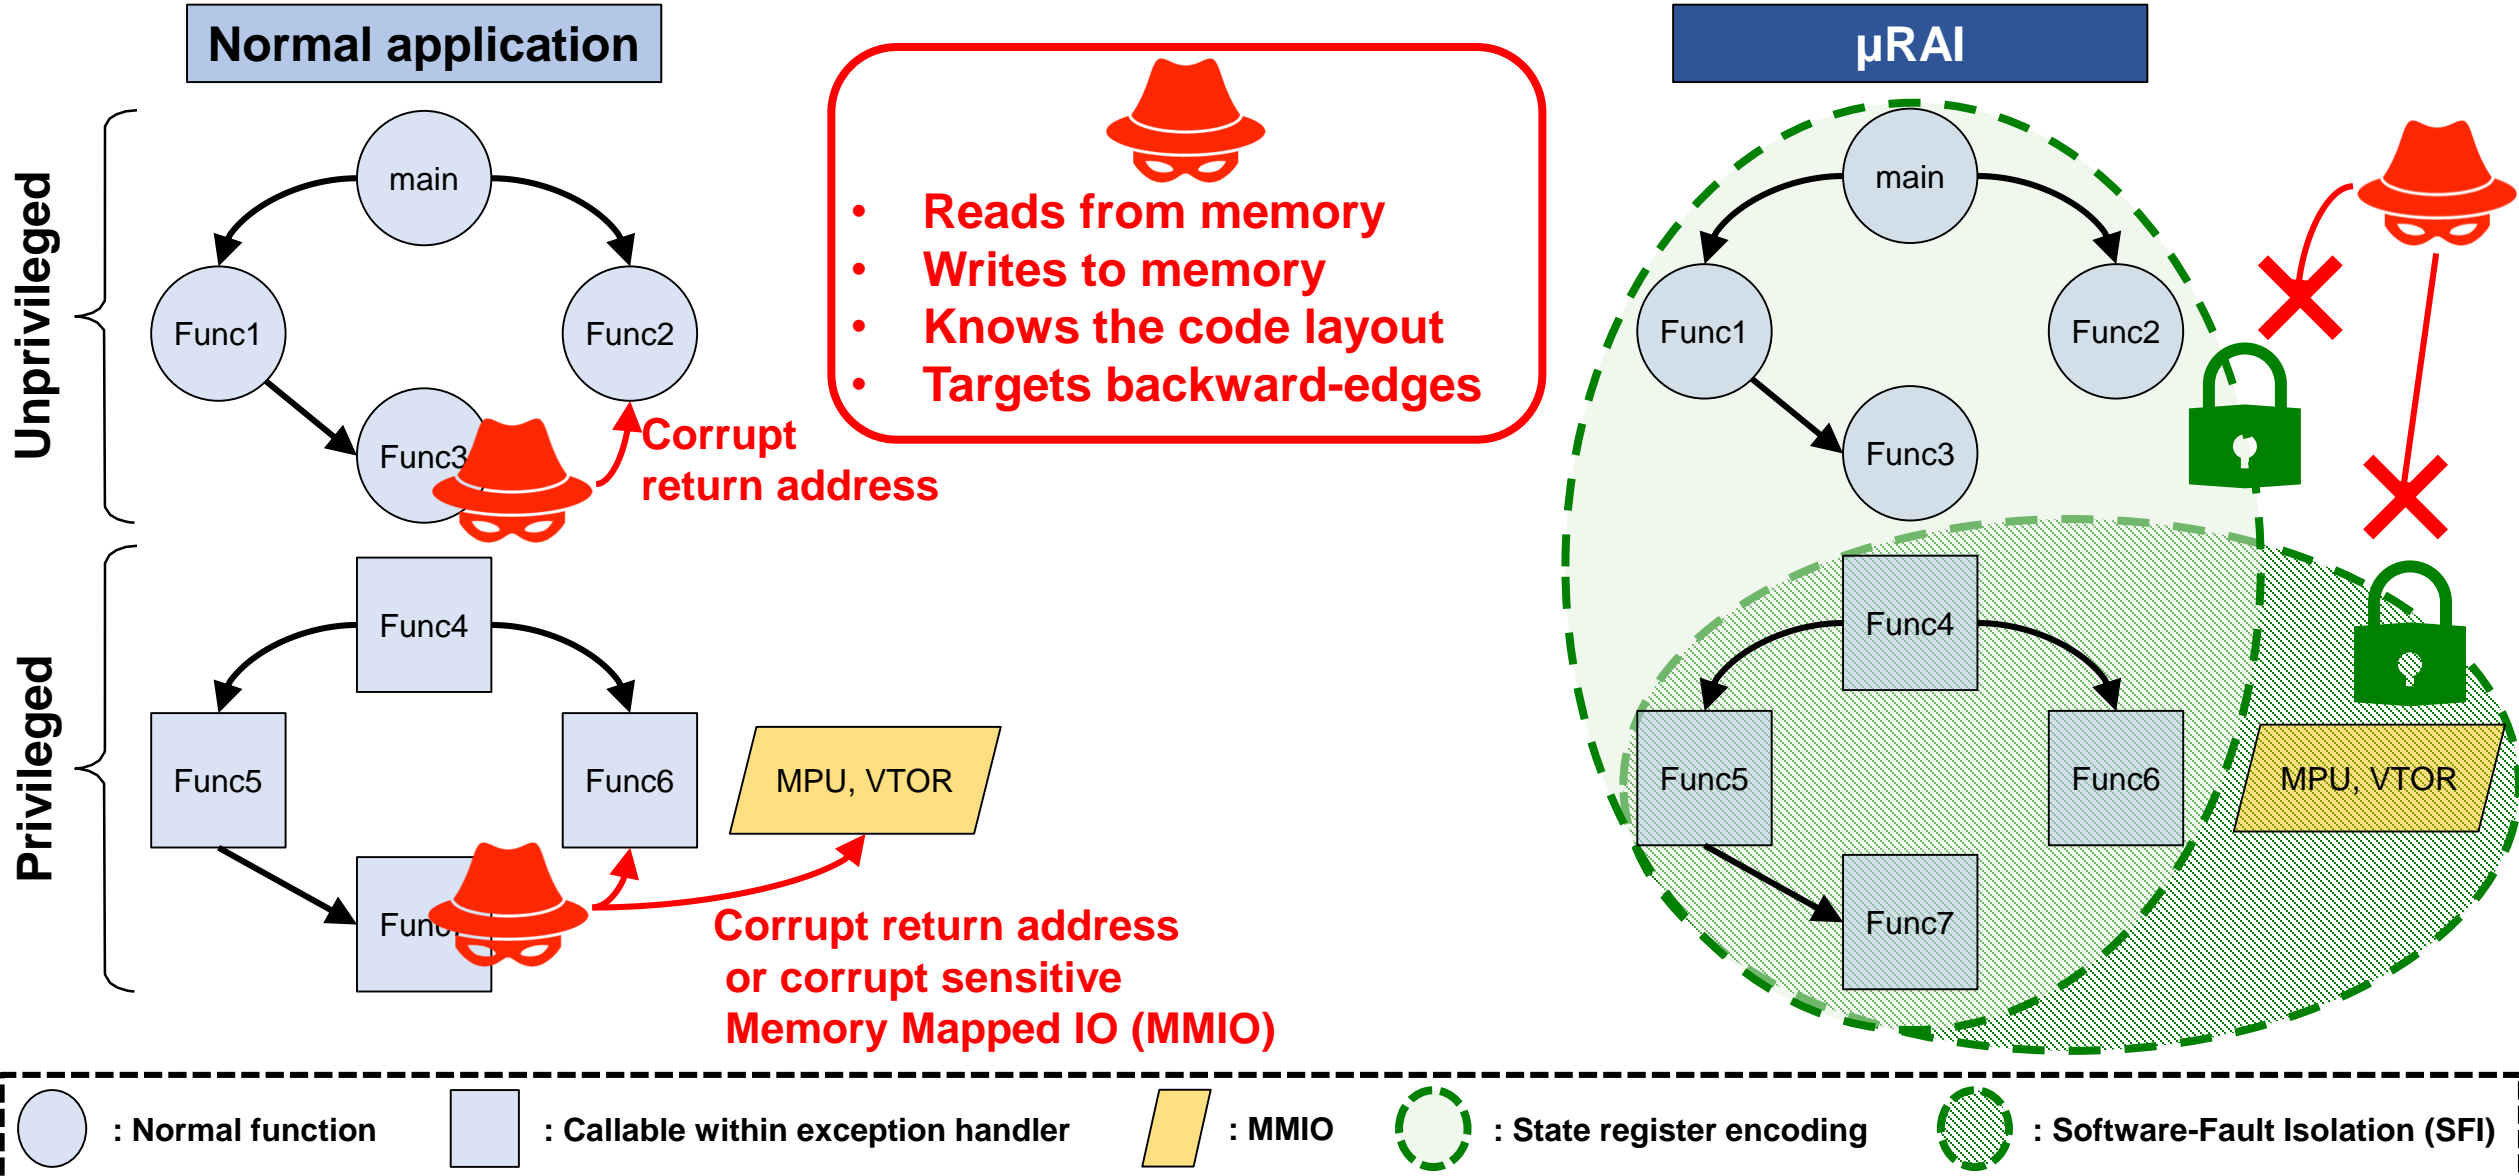 Normal application
Unprivileged
main
Func1
Func2
Func3
Corrupt
return address
Privileged
Func4
Func5
Func6
MPU, VTOR
Corrupt return address
or corrupt sensitive
Memory Mapped IO (MMIO)
• Reads from memory
• Writes to memory
• Knows the code layout
• Targets backward-edges
µRAI
main
Func1
Func2
Func3
Func4
Func5
Func6
MPU, VTOR
Func7
: Normal function
: Callable within exception handler
: MMIO
: State register encoding
: Software-Fault Isolation (SFI)